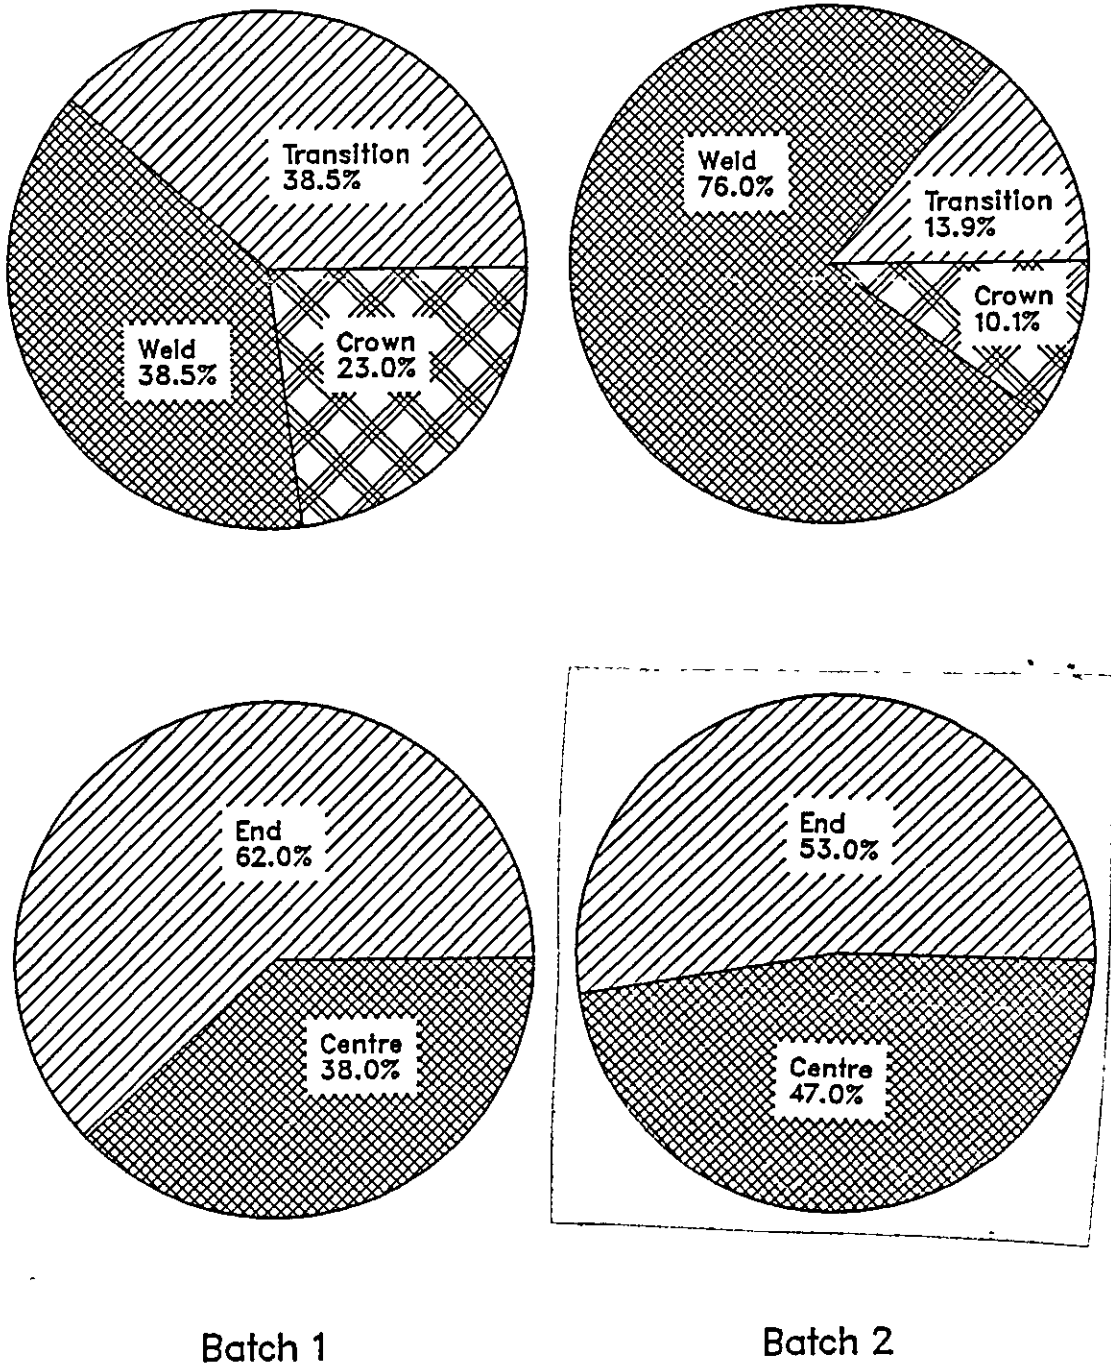 Transition
38.5%
Weld
38.5%
Crown
23.0%
Weld
76.0%
Transition
13.9%
Crown
10.1%
End
62.0%
Centre
38.0%
End
53.0%
Centre
47.0%
Batch 1
Batch 2